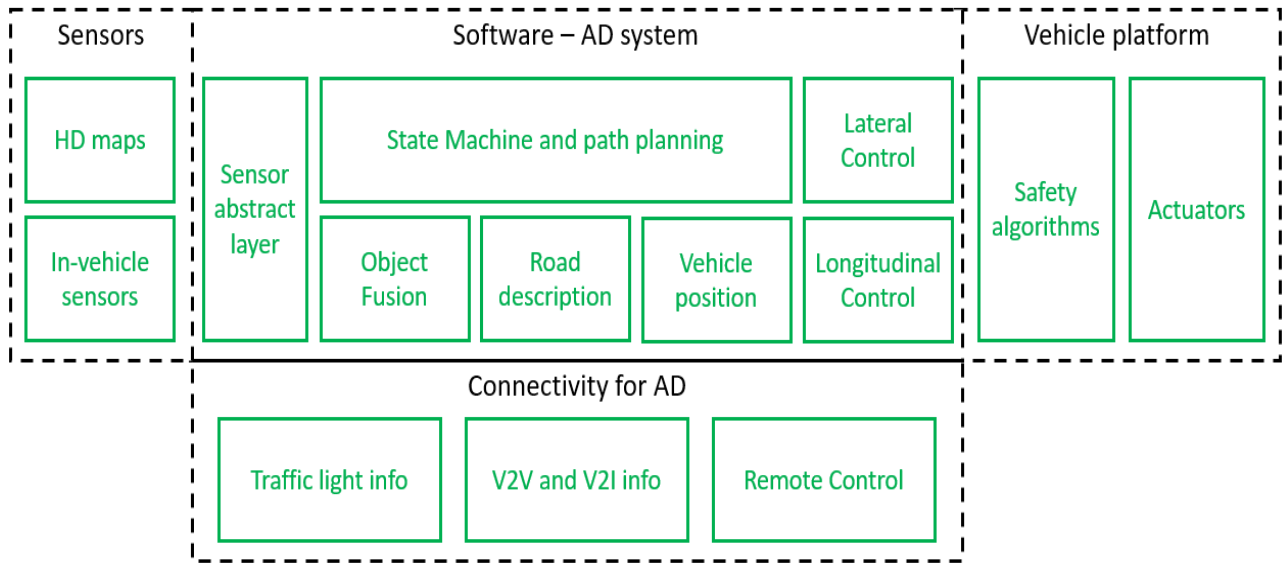 Sensors
HD maps
In-vehicle
sensors
Software – AD system
Sensor
abstract
layer
State Machine and path planning
Lateral
Control
Object
Fusion
Road
description
Vehicle
position
Longitudinal
Control
Vehicle platform
Safety
algorithms
Actuators
Connectivity for AD
Traffic light info
V2V and V2I info
Remote Control